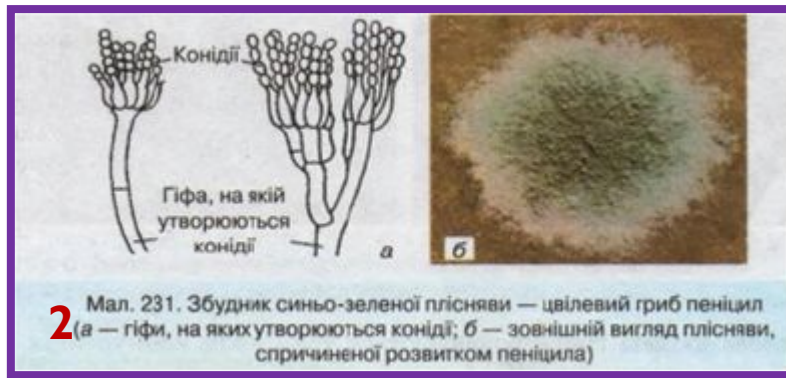 Конідії
Гіфа, на якій
утворюються
конідії
а
б
2
Мал. 231. Збудник синьо-зеленої плісняви — цвілевий гриб пеніцил
(а — гіфи, на яких утворюються конідії; б — зовнішній вигляд плісняви,
спричиненої розвитком пеніцила)